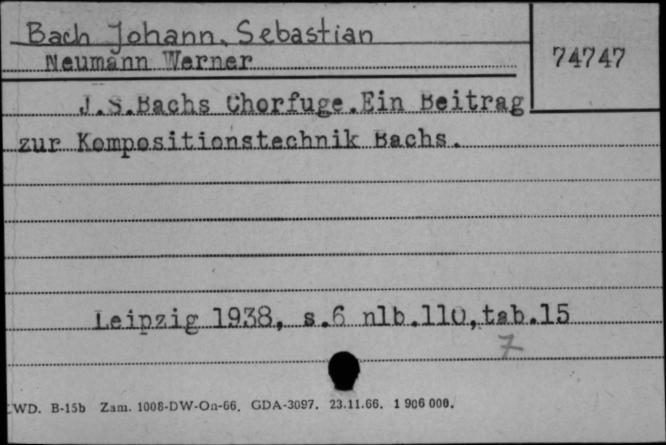 Bach Johann, Sebastian
Neumann Werner
74747
J.S.Bachs Chorfuge.Ein Beitrag
zur Kompositionstechnik Bachs.
Leipzig 1938, s.6 nlb.110,tab.15
7
WD. B-15b Zam. 1008-DW-On-66. GDA-3097. 23.11.66. 1 906 000.